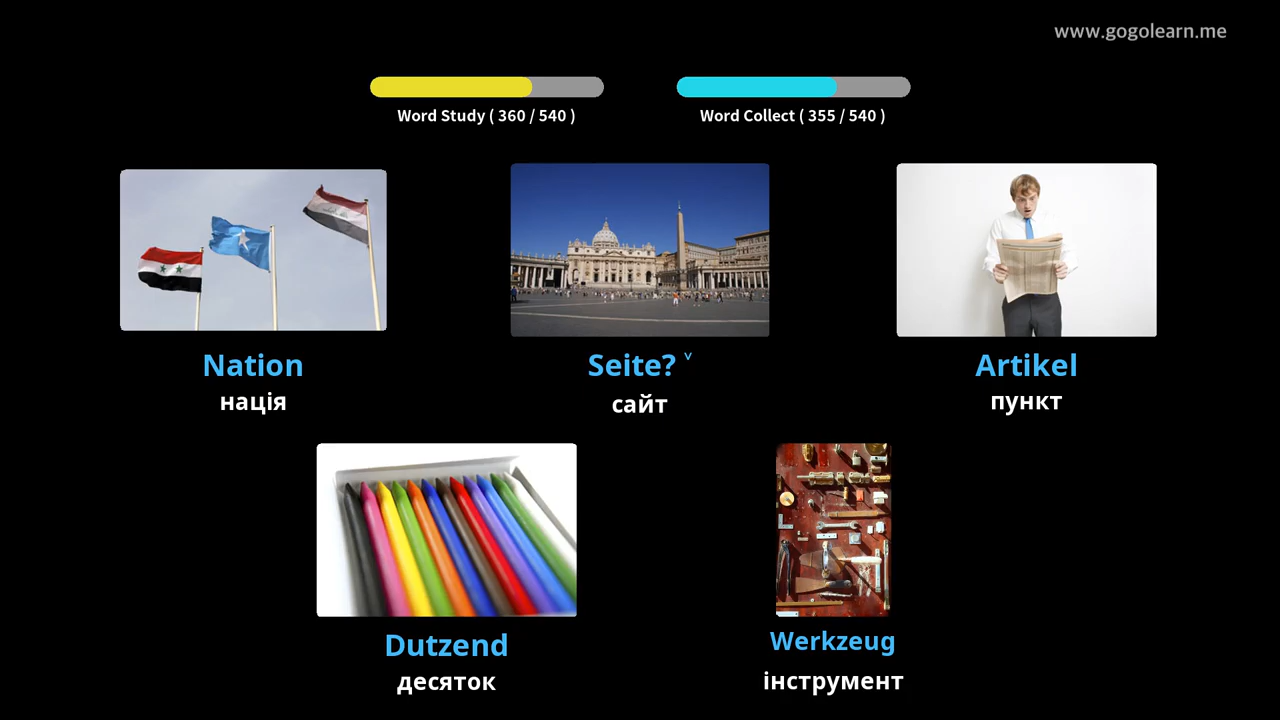 www.gogolearn.me
Word Study ( 360 / 540 )
Word Collect ( 355 / 540 )
Nation
нація
Seite? ˅
сайт
Artikel
пункт
Dutzend
десяток
Werkzeug
інструмент